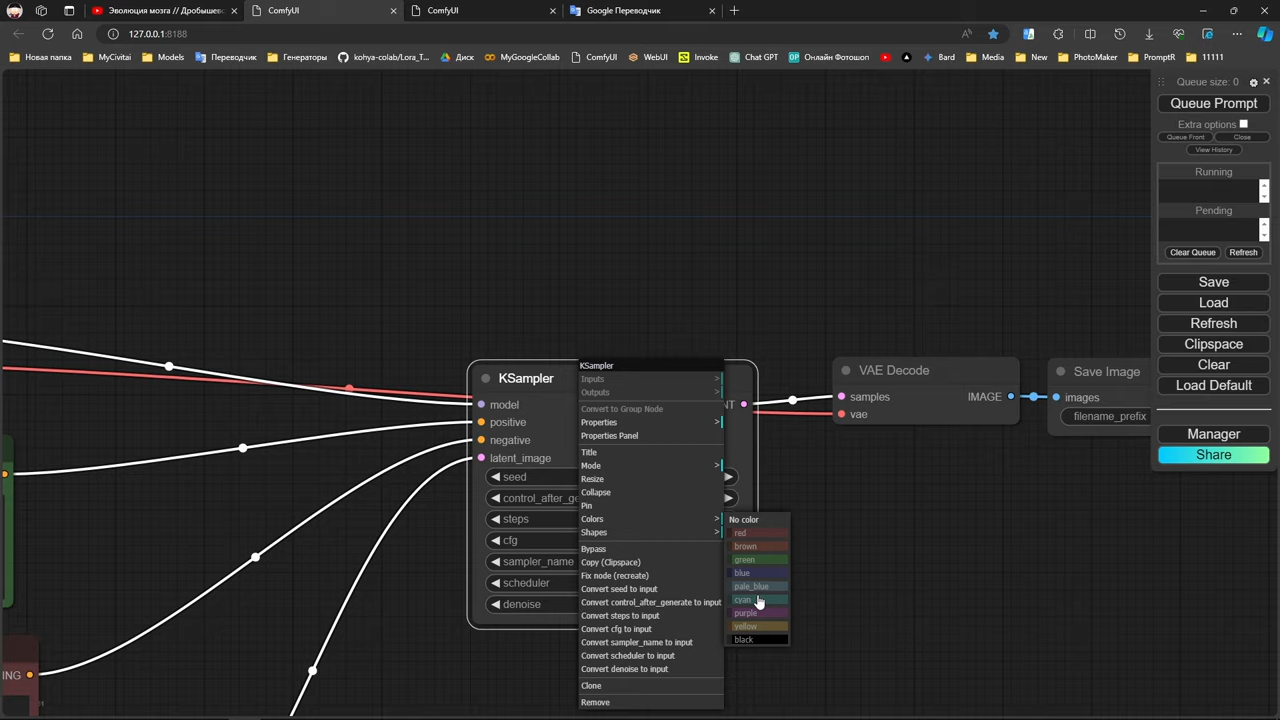 Эволюция мозга // Дробышев
ComfyUI
ComfyUI
Google Переводчик
127.0.0.1:8188
Новая папка
MyCivitai
Models
Переводчик
Генераторы
kohya-colab/Lora_T...
Диск
MyGoogleCollab
ComfyUI
WebUI
Invoke
Chat GPT
Онлайн Фотошоп
Bard
Media
New
PhotoMaker
PromptR
11111
Queue size: 0
Queue Prompt
Extra options
Queue Front
Close
View History
Running
Pending
Clear Queue
Refresh
Save
Load
Refresh
Clipspace
Clear
Load Default
Manager
Share
KSampler
model
positive
negative
latent_image
seed
control_after_ge
steps
cfg
sampler_name
scheduler
denoise
NT
KSampler
Inputs >
Outputs >
Convert to Group Node
Properties >
Properties Panel
Title
Mode >
Resize
Collapse
Pin
Colors >
Shapes >
Bypass
Copy (Clipspace)
Fix node (recreate)
Convert seed to input
Convert control_after_generate to input
Convert steps to input
Convert cfg to input
Convert sampler_name to input
Convert scheduler to input
Convert denoise to input
Clone
Remove
No color
red
brown
green
blue
pale_blue
cyan
purple
yellow
black
VAE Decode
samples
IMAGE
vae
Save Image
images
filename_prefix
ING